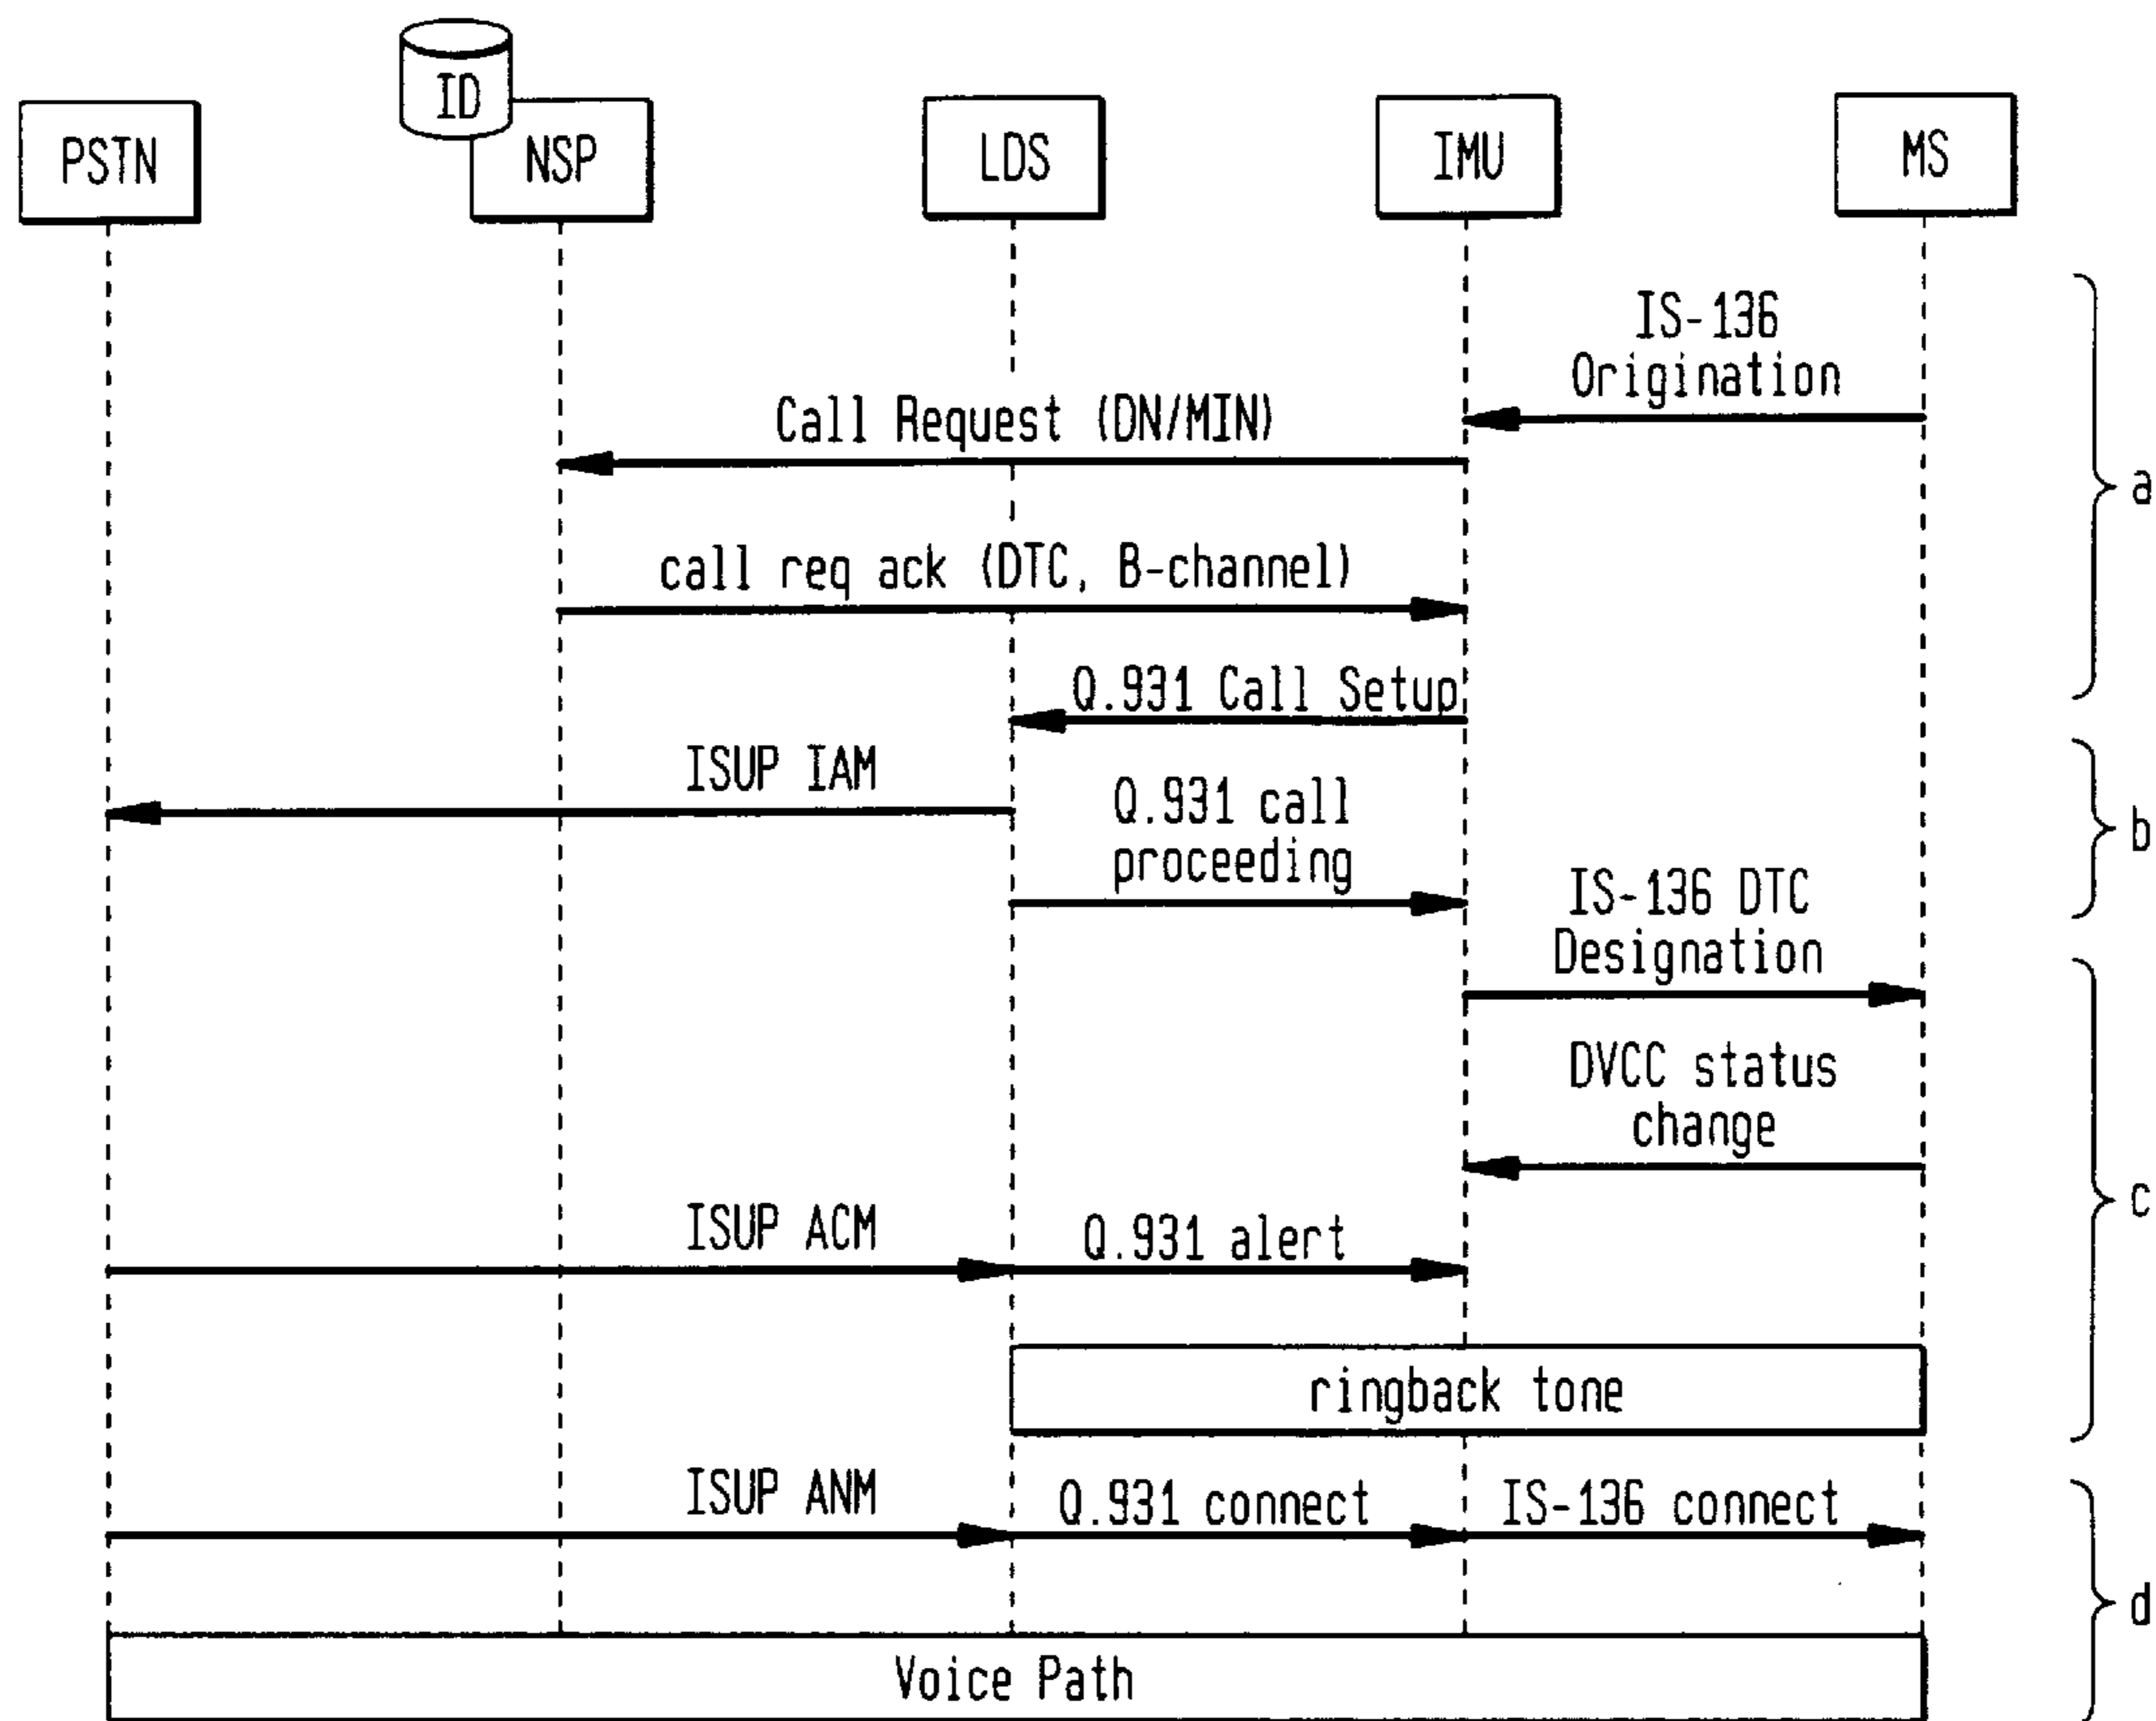 ID
PSTN
NSP
LDS
IMU
MS
IS-136
Origination
Call Request (DN/MIN)
a
call req ack (DTC, B-channel)
Q.931 Call Setup
ISUP IAM
Q.931 call
proceeding
b
IS-136 DTC
Designation
DVCC status
change
c
ISUP ACM
Q.931 alert
ringback tone
ISUP ANM
Q.931 connect
IS-136 connect
d
Voice Path